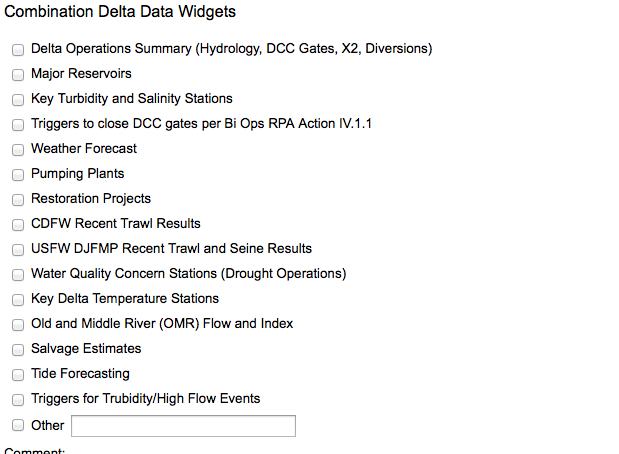 Combination Delta Data Widgets
Delta Operations Summary (Hydrology, DCC Gates, X2, Diversions)
Major Reservoirs
Key Turbidity and Salinity Stations
Triggers to close DCC gates per Bi Ops RPA Action IV.1.1
Weather Forecast
Pumping Plants
Restoration Projects
CDFW Recent Trawl Results
USFW DJFMP Recent Trawl and Seine Results
Water Quality Concern Stations (Drought Operations)
Key Delta Temperature Stations
Old and Middle River (OMR) Flow and Index
Salvage Estimates
Tide Forecasting
Triggers for Trubidity/High Flow Events
Other
Comment: